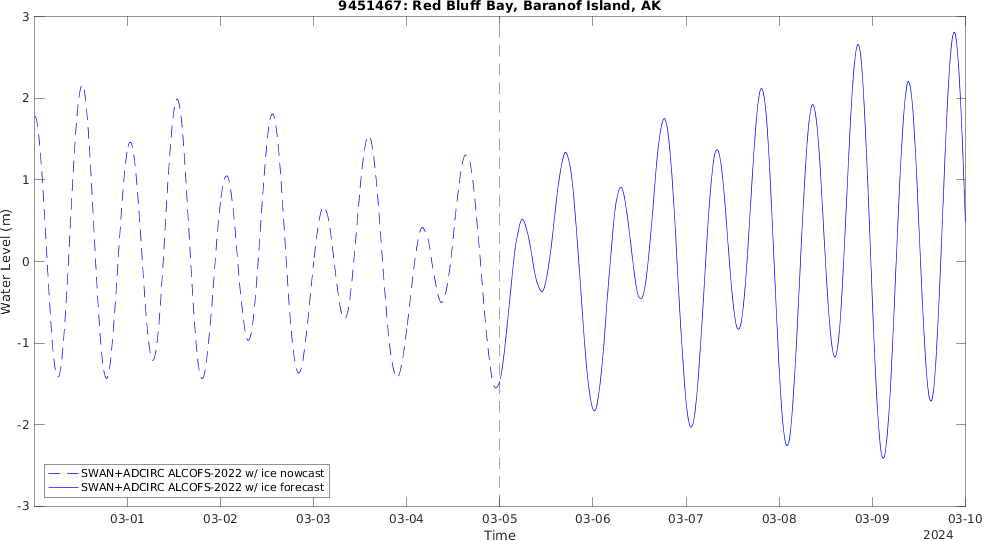 9451467: Red Bluff Bay, Baranof Island, AK
3
2
1
0
-1
-2
-3
Water Level (m)
SWAN+ADCIRC ALCOFS-2022 w/ ice nowcast
SWAN+ADCIRC ALCOFS-2022 w/ ice forecast
03-01 03-02 03-03 03-04 03-05 03-06 03-07 03-08 03-09 03-10
Time
2024